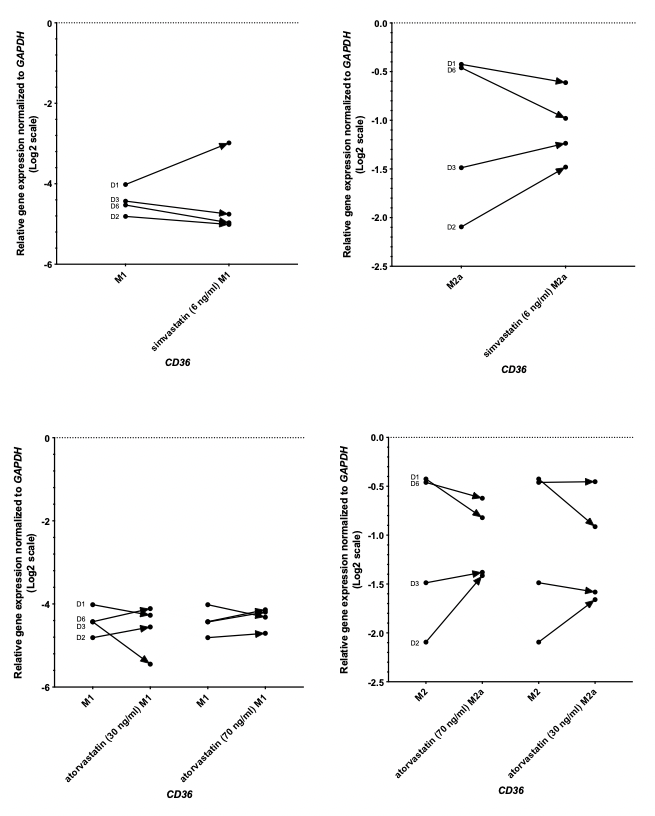 Relative gene expression normalized to GAPDH
(Log2 scale)
0
-2
-4
-6
D1
D3
D6
D2
M1
simvastatin (6 ng/ml) M1
CD36
Relative gene expression normalized to GAPDH
(Log2 scale)
0.0
-0.5
-1.0
-1.5
-2.0
-2.5
D1
D6
D3
D2
M2a
simvastatin (6 ng/ml) M2a
CD36
Relative gene expression normalized to GAPDH
(Log2 scale)
0
-2
-4
-6
D1
D6
D3
D2
M1
atorvastatin (30 ng/ml) M1
M1
atorvastatin (70 ng/ml) M1
CD36
Relative gene expression normalized to GAPDH
(Log2 scale)
0.0
-0.5
-1.0
-1.5
-2.0
-2.5
D1
D6
D3
D2
M2
atorvastatin (70 ng/ml) M2a
M2
atorvastatin (30 ng/ml) M2a
CD36